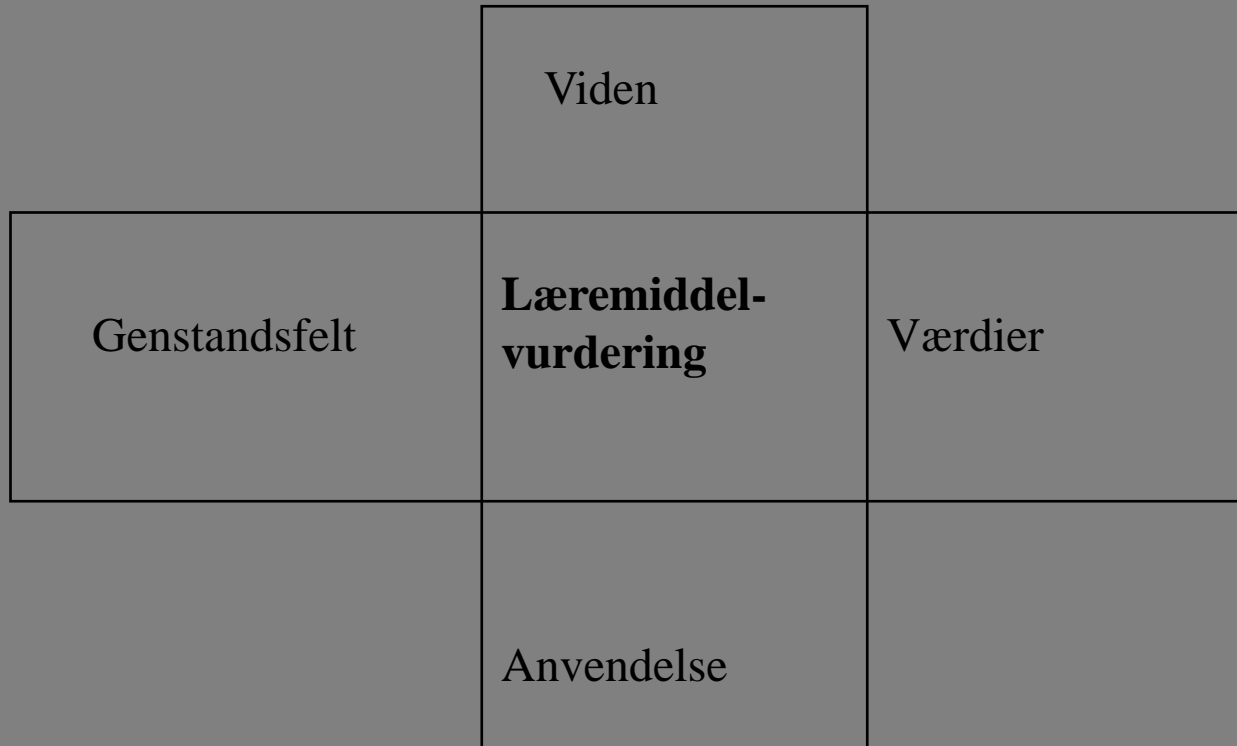 Viden
Genstandsfelt
Læremiddel-
vurdering
Værdier
Anvendelse